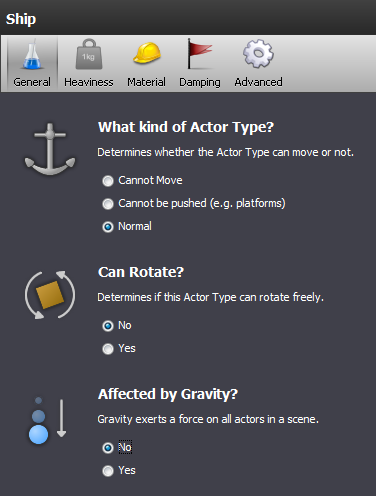 Ship
1kg
General Heaviness Material Damping Advanced
What kind of Actor Type?
Determines whether the Actor Type can move or not.
Cannot Move
Cannot be pushed (e.g. platforms)
Normal
Can Rotate?
Determines if this Actor Type can rotate freely.
No
Yes
Affected by Gravity?
Gravity exerts a force on all actors in a scene.
No
Yes